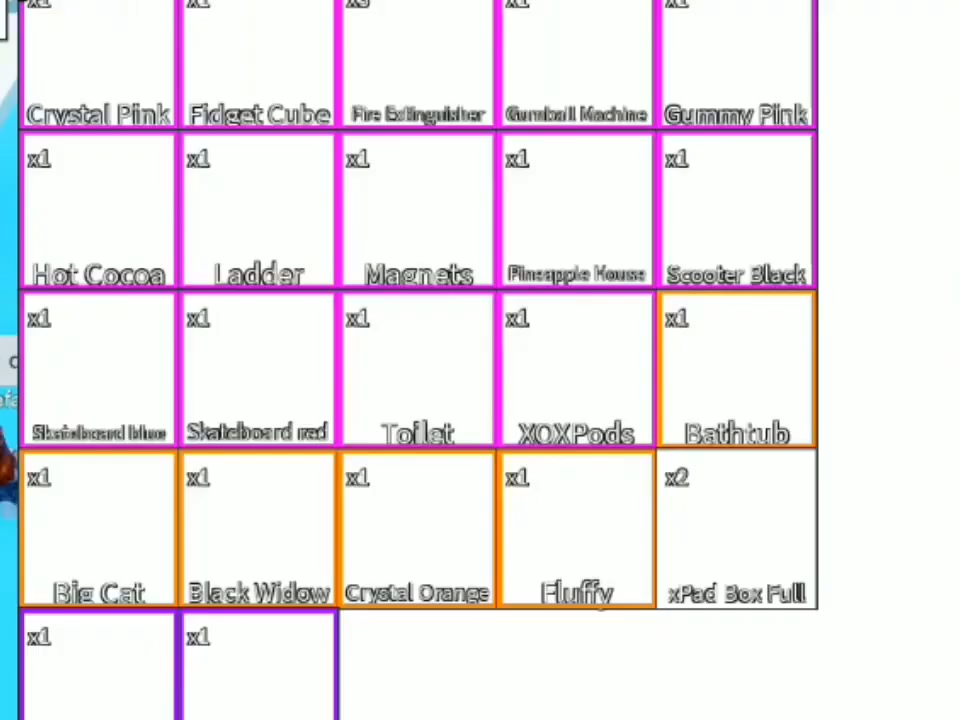 x1 x1 x3 x1 x1
Crystal Pink Fidget Cube Fire Extinguisher Gumball Machine Gummy Pink
x1 x1 x1 x1 x1
Hot Cocoa Ladder Magnets Pineapple House Scooter Black
x1 x1 x1 x1 x1
Skateboard blue Skateboard red Toilet XOXPods Bathtub
x1 x1 x1 x1 x2
Big Cat Black Widow Crystal Orange Fluffy xPad Box Full
x1 x1